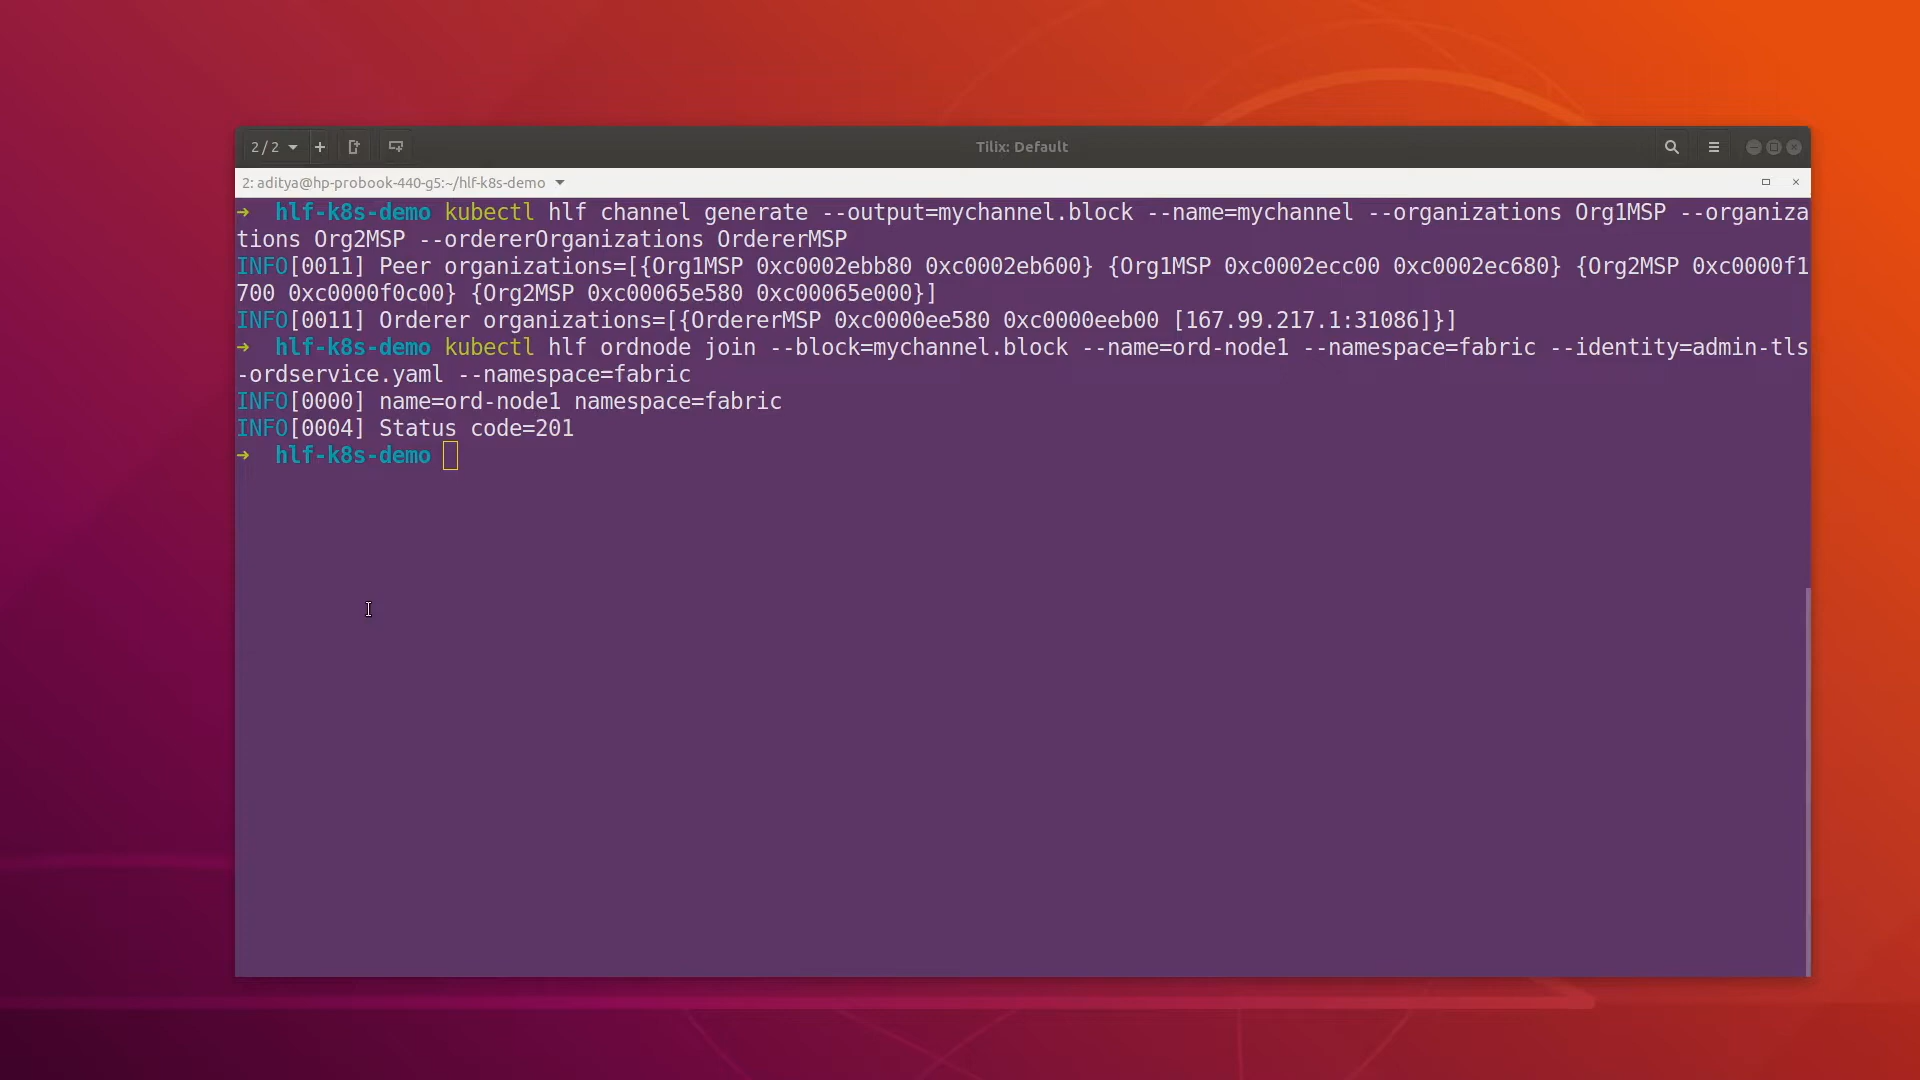 2 / 2
Tilix: Default
2: aditya@hp-probook-440-g5:~/hlf-k8s-demo
→ hlf-k8s-demo kubectl hlf channel generate --output=mychannel.block --name=mychannel --organizations Org1MSP --organiza
tions Org2MSP --ordererOrganizations OrdererMSP
INFO[0011] Peer organizations=[{Org1MSP 0xc0002ebb80 0xc0002eb600} {Org1MSP 0xc0002ecc00 0xc0002ec680} {Org2MSP 0xc0000f1
700 0xc0000f0c00} {Org2MSP 0xc00065e580 0xc00065e000}]
INFO[0011] Orderer organizations=[{OrdererMSP 0xc0000ee580 0xc0000eeb00 [167.99.217.1:31086]}]
→ hlf-k8s-demo kubectl hlf ordnode join --block=mychannel.block --name=ord-node1 --namespace=fabric --identity=admin-tls
-ordservice.yaml --namespace=fabric
INFO[0000] name=ord-node1 namespace=fabric
INFO[0004] Status code=201
→ hlf-k8s-demo